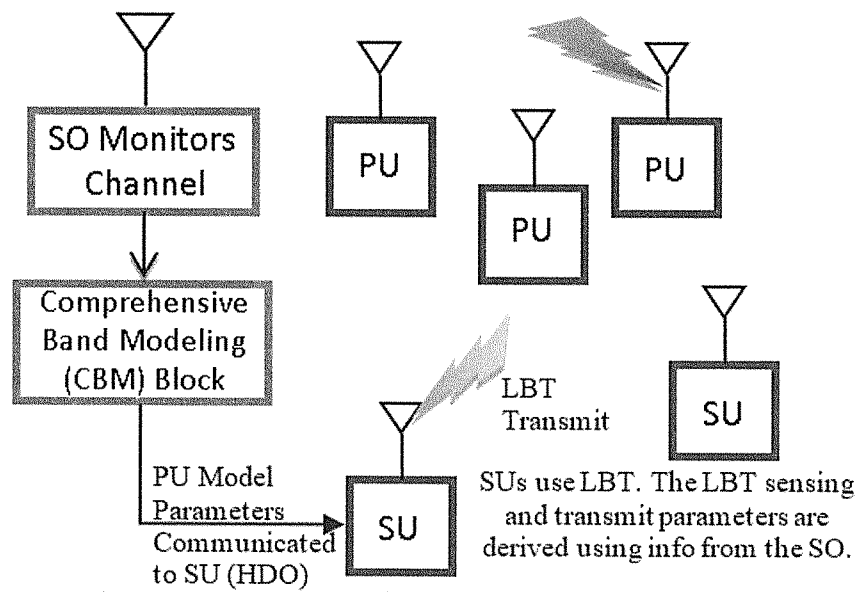 SO Monitors
Channel
PU
PU
PU
Comprehensive
Band Modeling
(CBM) Block
LBT
Transmit
SU
PU Model
Parameters
Communicated
to SU (HDO)
SU
SUs use LBT. The LBT sensing
and transmit parameters are
derived using info from the SO.